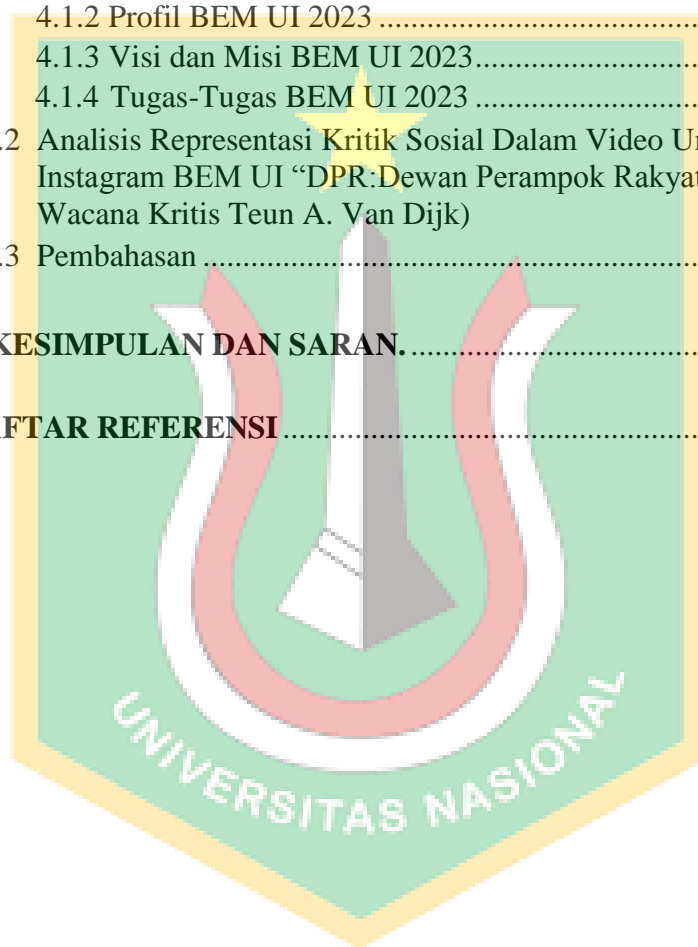 4.1.2 Profil BEM UI 2023 ........................................
4.1.3 Visi dan Misi BEM UI 2023............................
4.1.4 Tugas-Tugas BEM UI 2023 ............................
.2 Analisis Representasi Kritik Sosial Dalam Video
Instagram BEM UI “DPR:Dewan Perampok Rakyat
Wacana Kritis Teun A. Van Dijk)
.3 Pembahasan ............................................................
KESIMPULAN DAN SARAN. ...................................
FTAR REFERENSI ..................................................
UNIVERSITAS NASIONAL